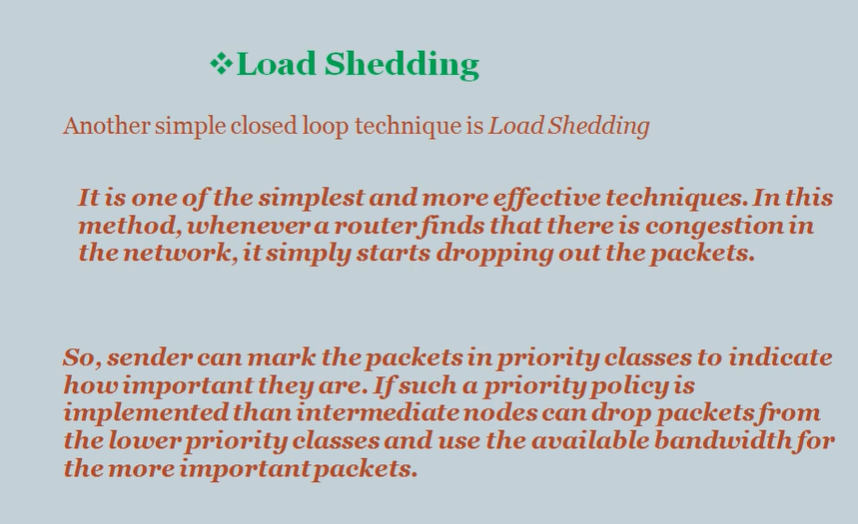 ❖Load Shedding
Another simple closed loop technique is Load Shedding
It is one of the simplest and more effective techniques. In this
method, whenever a router finds that there is congestion in
the network, it simply starts dropping out the packets.
So, sender can mark the packets in priority classes to indicate
how important they are. If such a priority policy is
implemented than intermediate nodes can drop packets from
the lower priority classes and use the available bandwidth for
the more important packets.